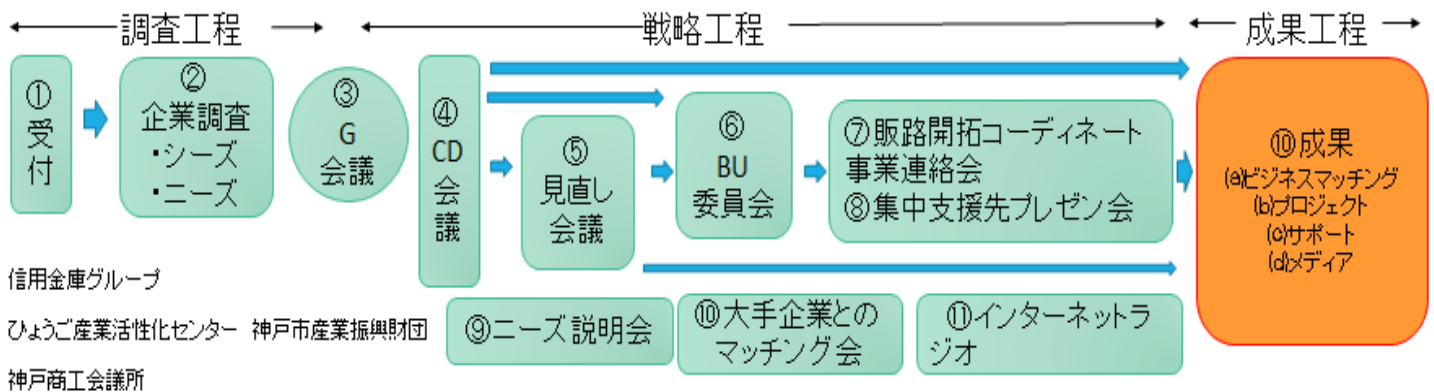 調査工程
戦略工程
成果工程
①
受
付
②
企業調査
・シーズ
・ニーズ
③
G
会議
④
CD
会
議
⑤
見直し
会議
⑥
BU
委員会
⑦販路開拓コーディネート
事業連絡会
⑧集中支援先プレゼン会
⑩成果
(a)ビジネスマッチング
(b)プロジェクト
(c)サポート
(d)メディア
信用金庫グループ
ひょうご産業活性化センター 神戸市産業振興財団
神戸商工会議所
⑨ニーズ説明会
⑩大手企業との
マッチング会
⑪インターネットラ
ジオ